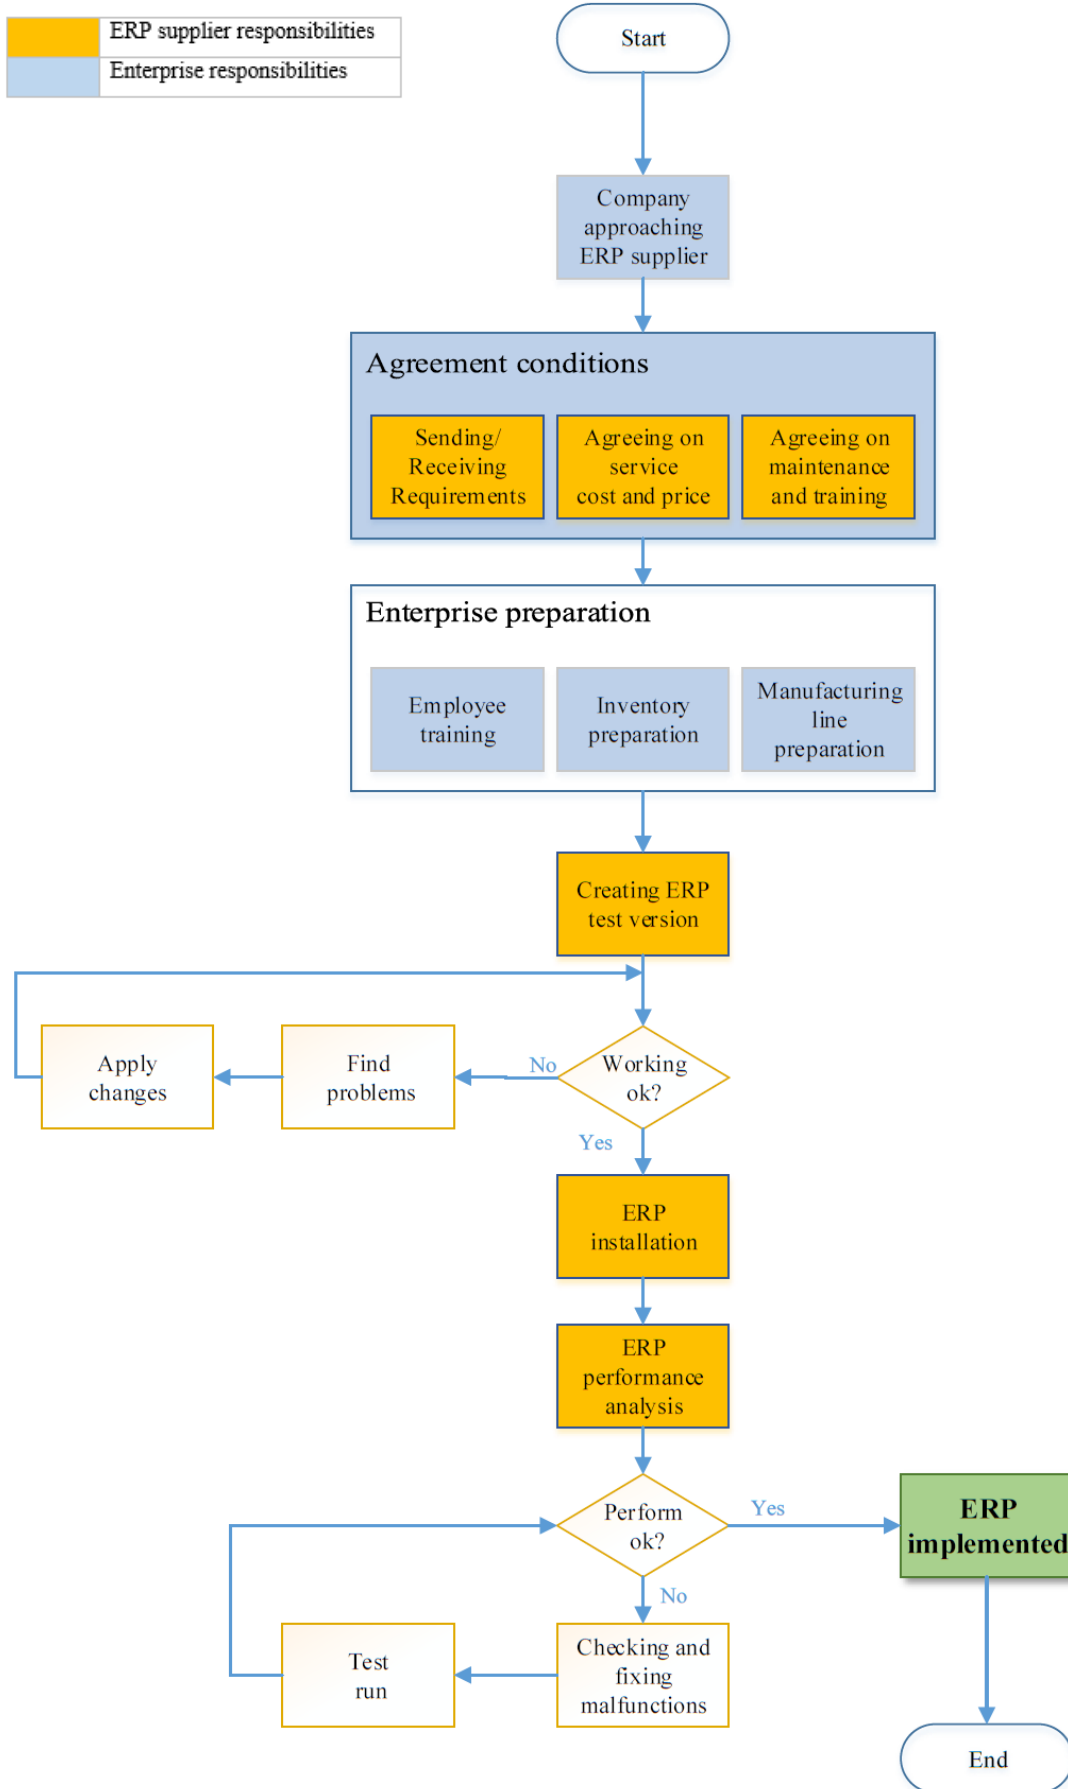 ERP supplier responsibilities
Enterprise responsibilities
Start
Company
approaching
ERP supplier
Agreement conditions
Sending/
Receiving
Requirements
Agreeing on
service
cost and price
Agreeing on
maintenance
and training
Enterprise preparation
Employee
training
Inventory
preparation
Manufacturing
line
preparation
Creating ERP
test version
Working
ok?
No
Find
problems
Apply
changes
Yes
ERP
installation
ERP
performance
analysis
Perform
ok?
Yes
ERP
implemented
No
Checking and
fixing
malfunctions
Test
run
End